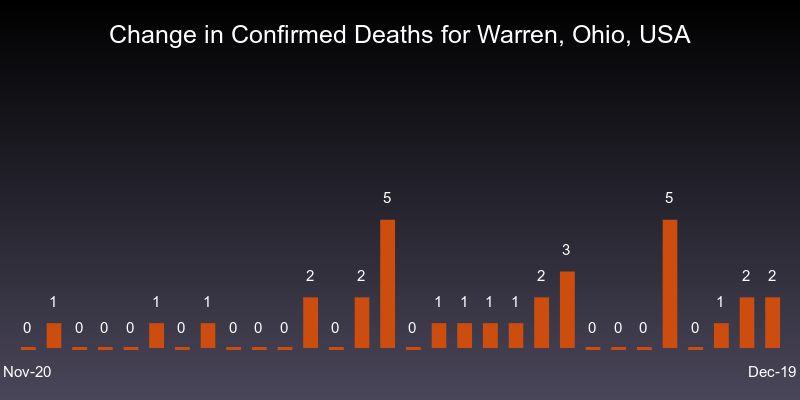 Change in Confirmed Deaths for Warren, Ohio, USA
0 1 0 0 0 1 0 1 0 0 0 2 0 2 5 0 1 1 1 1 2 3 0 0 0 5 0 1 2 2
Nov-20 Dec-19